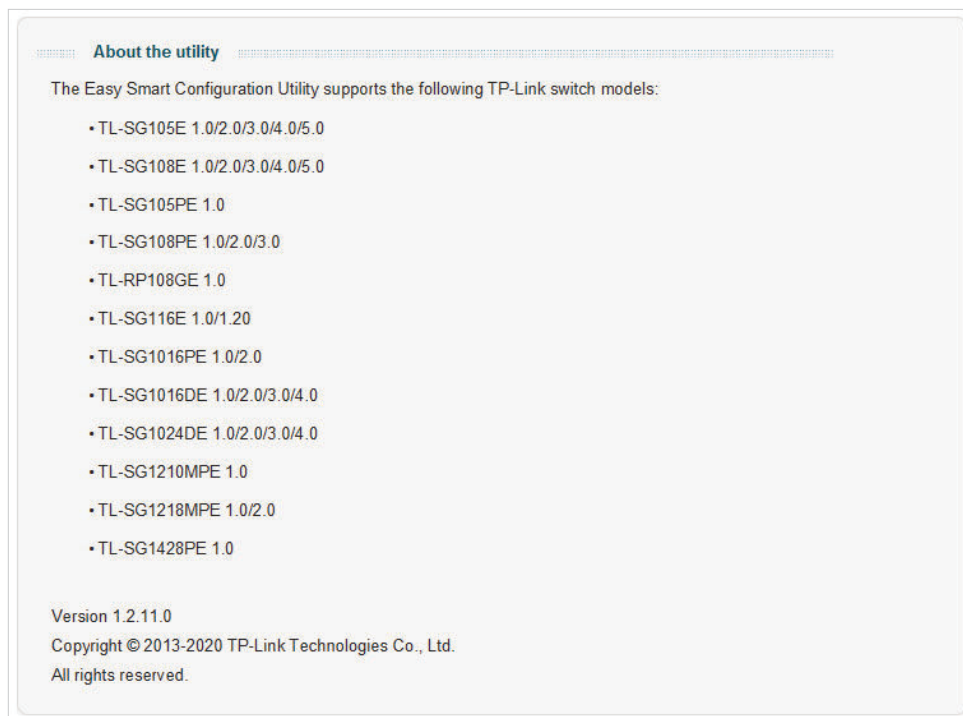 About the utility
The Easy Smart Configuration Utility supports the following TP-Link switch models:
• TL-SG105E 1.0/2.0/3.0/4.0/5.0
• TL-SG108E 1.0/2.0/3.0/4.0/5.0
• TL-SG105PE 1.0
• TL-SG108PE 1.0/2.0/3.0
• TL-RP108GE 1.0
• TL-SG116E 1.0/1.20
• TL-SG1016PE 1.0/2.0
• TL-SG1016DE 1.0/2.0/3.0/4.0
• TL-SG1024DE 1.0/2.0/3.0/4.0
• TL-SG1210MPE 1.0
• TL-SG1218MPE 1.0/2.0
• TL-SG1428PE 1.0
Version 1.2.11.0
Copyright © 2013-2020 TP-Link Technologies Co., Ltd.
All rights reserved.